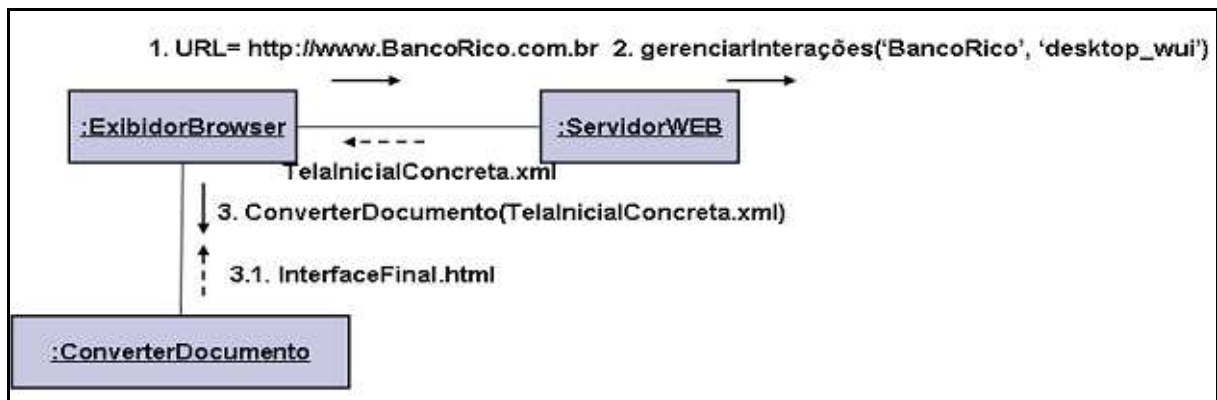 1. URL= http://www.BancoRico.com.br 2. gerenciarInterações(‘BancoRico’, ‘desktop_wui’)
:ExibidorBrowser
:ServidorWEB
TelaInicialConcreta.xml
3. ConverterDocumento(TelaInicialConcreta.xml)
3.1. InterfaceFinal.html
:ConverterDocumento